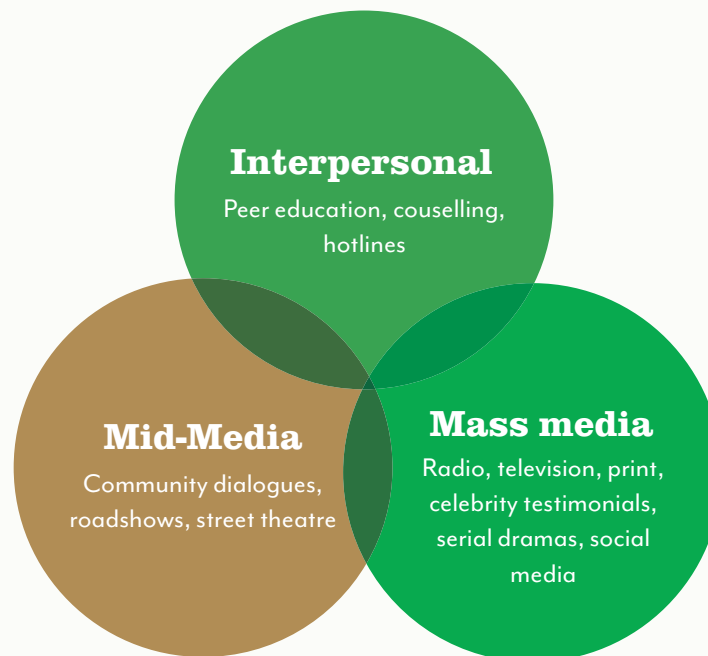 Interpersonal
Peer education, couselling,
hotlines
Mid-Media
Community dialogues,
roadshows, street theatre
Mass media
Radio, television, print,
celebrity testimonials,
serial dramas, social
media